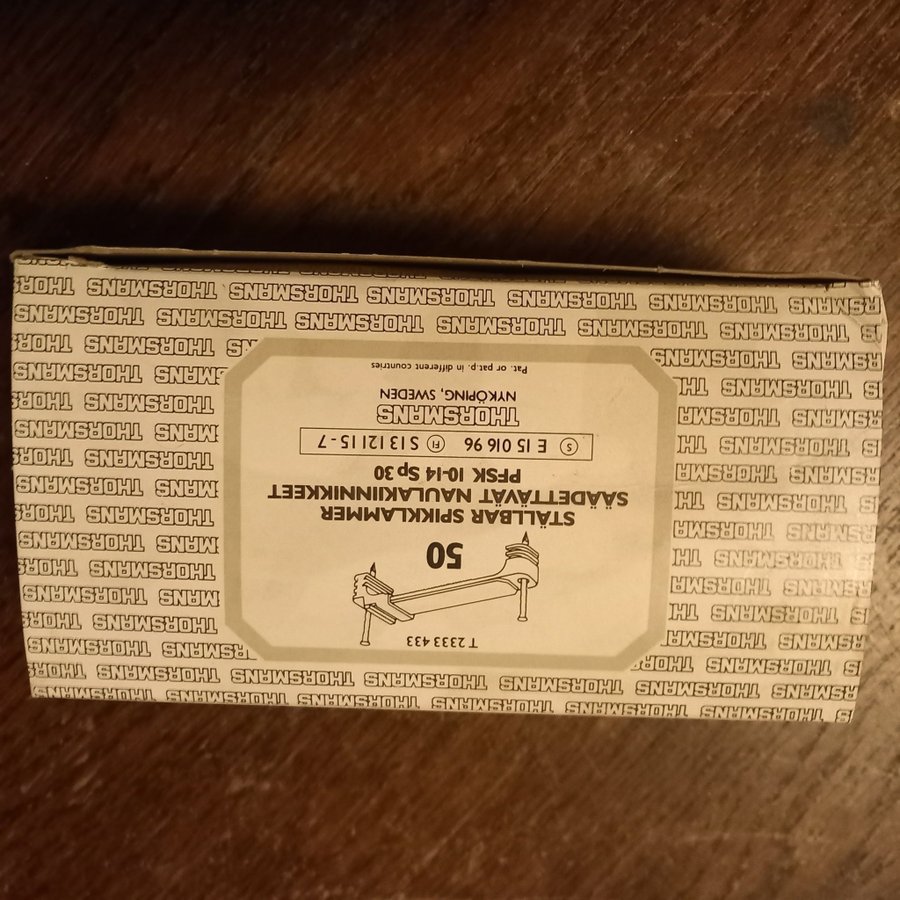 T 2333 433
50
STÄLLBAR SPIKKLAMMER
SÄÄDETTÄVÄT NAULAKIINNIKKEET
PFSK 10-14 Sp 30
S E 15 016 96 FI S 13 121 15-7
THORSMANS
NYKÖPING, SWEDEN
Pat. or pat. p. in different countries